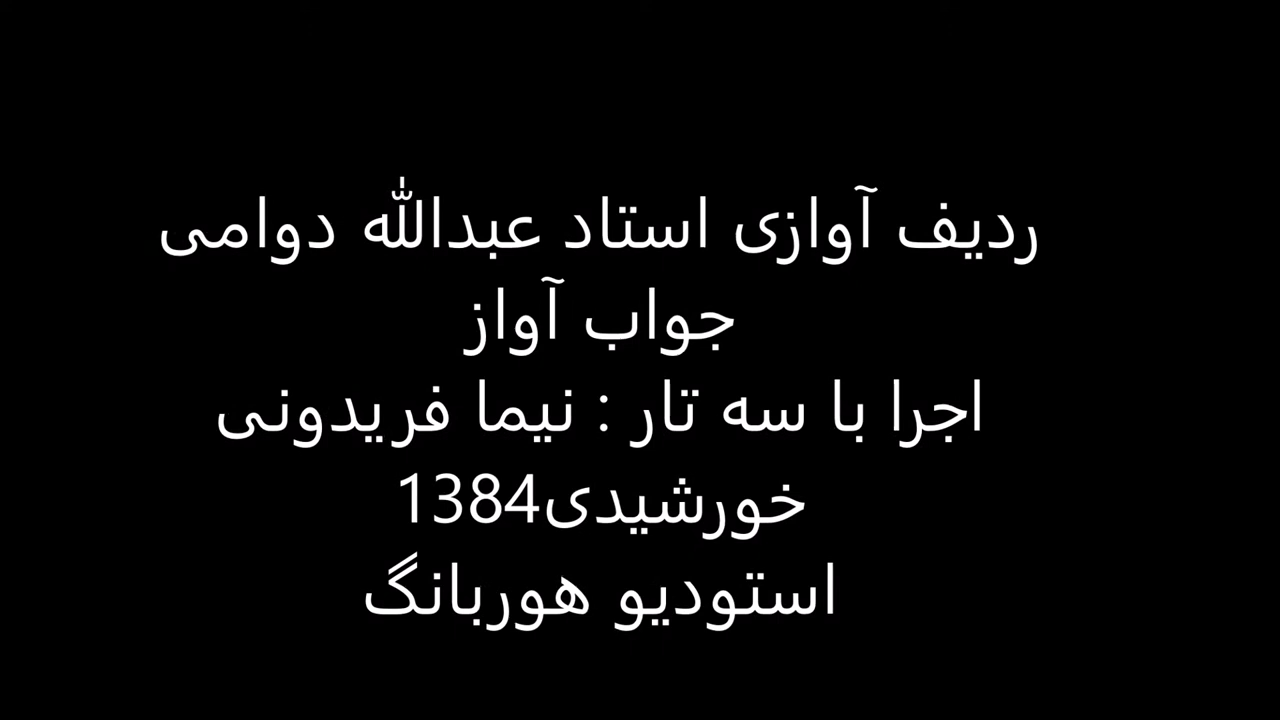 ردیف آوازی استاد عبدالله دوامی
جواب آواز
اجرا با سه تار : نیما فریدونی
خورشیدی1384
استودیو هوربانگ